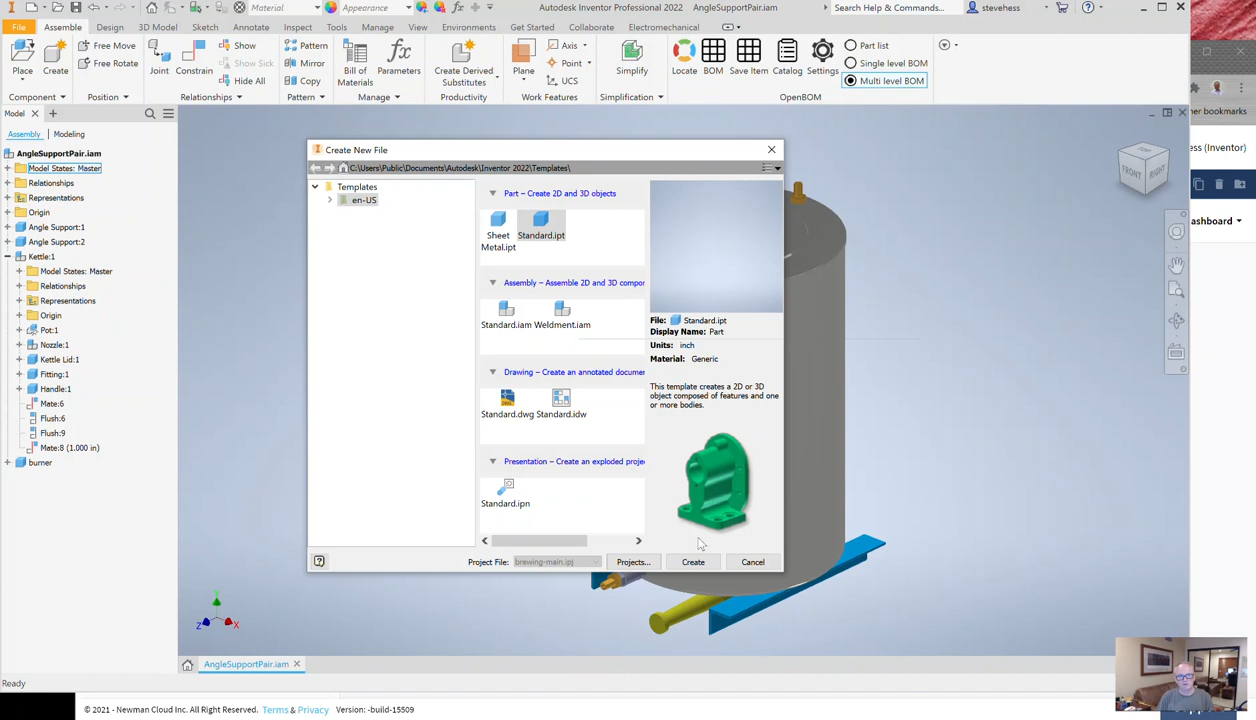 Material
Appearance
Autodesk Inventor Professional 2022 AngleSupportPair.iam
Search Help & Commands...
stevehess
File Assembly Design 3D Model Sketch Annotate Inspect Tools Manage View Environments Get Started Collaborate Electromechanical
Place
Create
Free Move
Free Rotate
Joint
Constrain
Show
Show Sick
Hide All
Pattern
Mirror
Copy
Bill of
Materials
Parameters
Create Derived
Substitutes
Plane
Axis
Point
UCS
Simplify
Locate BOM Save Item Catalog Settings
Part list
Single level BOM
Multi level BOM
Component Position Relationships Pattern Manage Productivity Work Features Simplification OpenBOM
Model
Assembly Modeling
AngleSupportPair.iam
Model States: Master
Relationships
Representations
Origin
Angle Support:1
Angle Support:2
Kettle:1
Model States: Master
Relationships
Representations
Origin
Pot:1
Nozzle:1
Kettle Lid:1
Fitting:1
Handle:1
Mate:6
Flush:6
Flush:9
Mate:8 (1.000 in)
burner
Create New File
C:\Users\Public\Documents\Autodesk\Inventor 2022\Templates\
Templates
en-US
Part – Create 2D and 3D objects
Sheet
Metal.ipt
Standard.ipt
Assembly – Assemble 2D and 3D compor
Standard.iam Weldment.iam
Drawing – Create an annotated documer
Standard.dwg Standard.idw
Presentation – Create an exploded projec
Standard.ipn
File: Standard.ipt
Display Name: Part
Units: inch
Material: Generic
This template creates a 2D or 3D
object composed of features and one
or more bodies.
Project File: brewing-main.ipj
Projects... Create Cancel
FRONT RIGHT
Y
Z X
AngleSupportPair.iam
Ready
her bookmarks
ess (Inventor)
ashboard
© 2021 - Newman Cloud Inc. All Right Reserved. Terms & Privacy Version: -build-15509